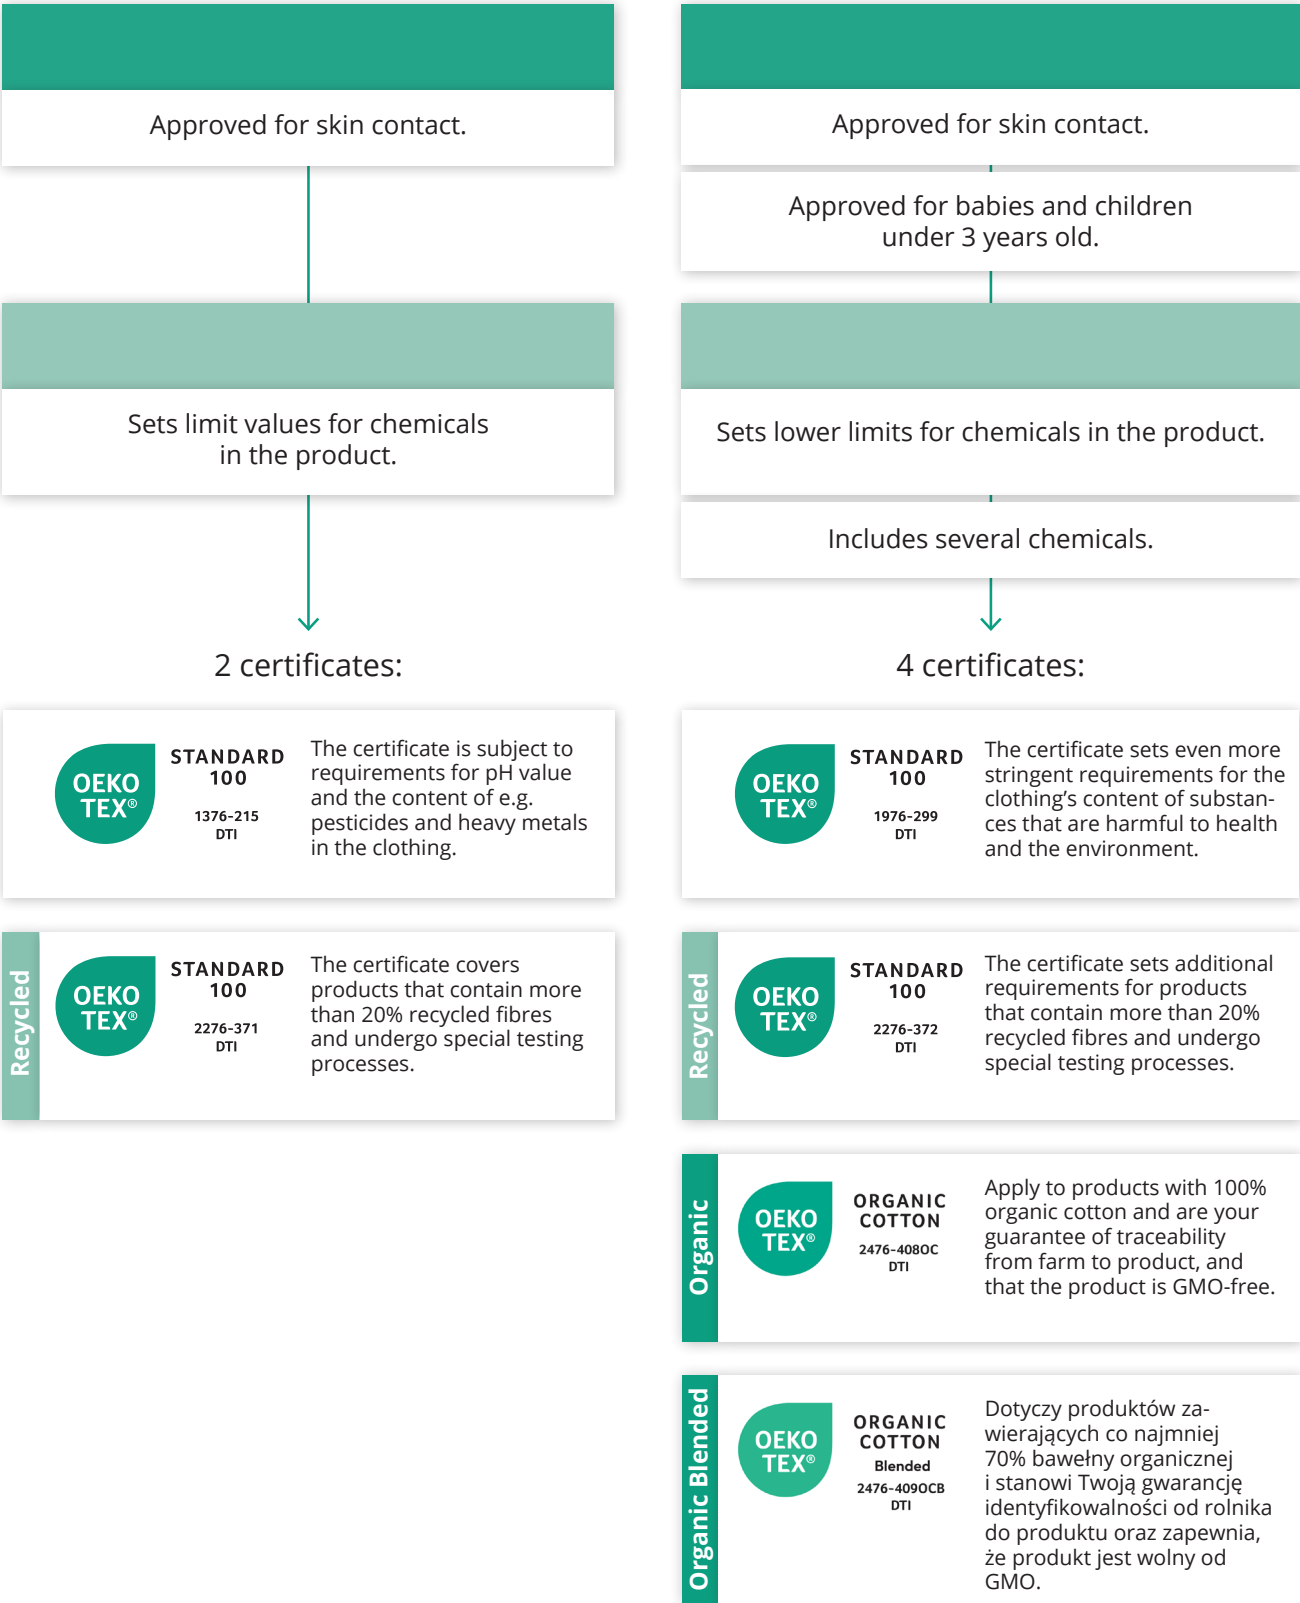 Approved for skin contact.
Sets limit values for chemicals
in the product.
2 certificates:
OEKO
TEX®
STANDARD
100
1376-215
DTI
The certificate is subject to
requirements for pH value
and the content of e.g.
pesticides and heavy metals
in the clothing.
Recycled
OEKO
TEX®
STANDARD
100
2276-371
DTI
The certificate covers
products that contain more
than 20% recycled fibres
and undergo special testing
processes.
Approved for skin contact.
Approved for babies and children
under 3 years old.
Sets lower limits for chemicals in the product.
Includes several chemicals.
4 certificates:
OEKO
TEX®
STANDARD
100
1976-299
DTI
The certificate sets even more
stringent requirements for the
clothing’s content of substan-
ces that are harmful to health
and the environment.
Recycled
OEKO
TEX®
STANDARD
100
2276-372
DTI
The certificate sets additional
requirements for products
that contain more than 20%
recycled fibres and undergo
special testing processes.
Organic
OEKO
TEX®
ORGANIC
COTTON
2476-408OC
DTI
Apply to products with 100%
organic cotton and are your
guarantee of traceability
from farm to product, and
that the product is GMO-free.
Organic Blended
OEKO
TEX®
ORGANIC
COTTON
Blended
2476-409OCB
DTI
Dotyczy produktów za-
wierających co najmniej
70% bawełny organicznej
i stanowi Twoją gwarancję
identyfikowalności od rolnika
do produktu oraz zapewnia,
że produkt jest wolny od
GMO.